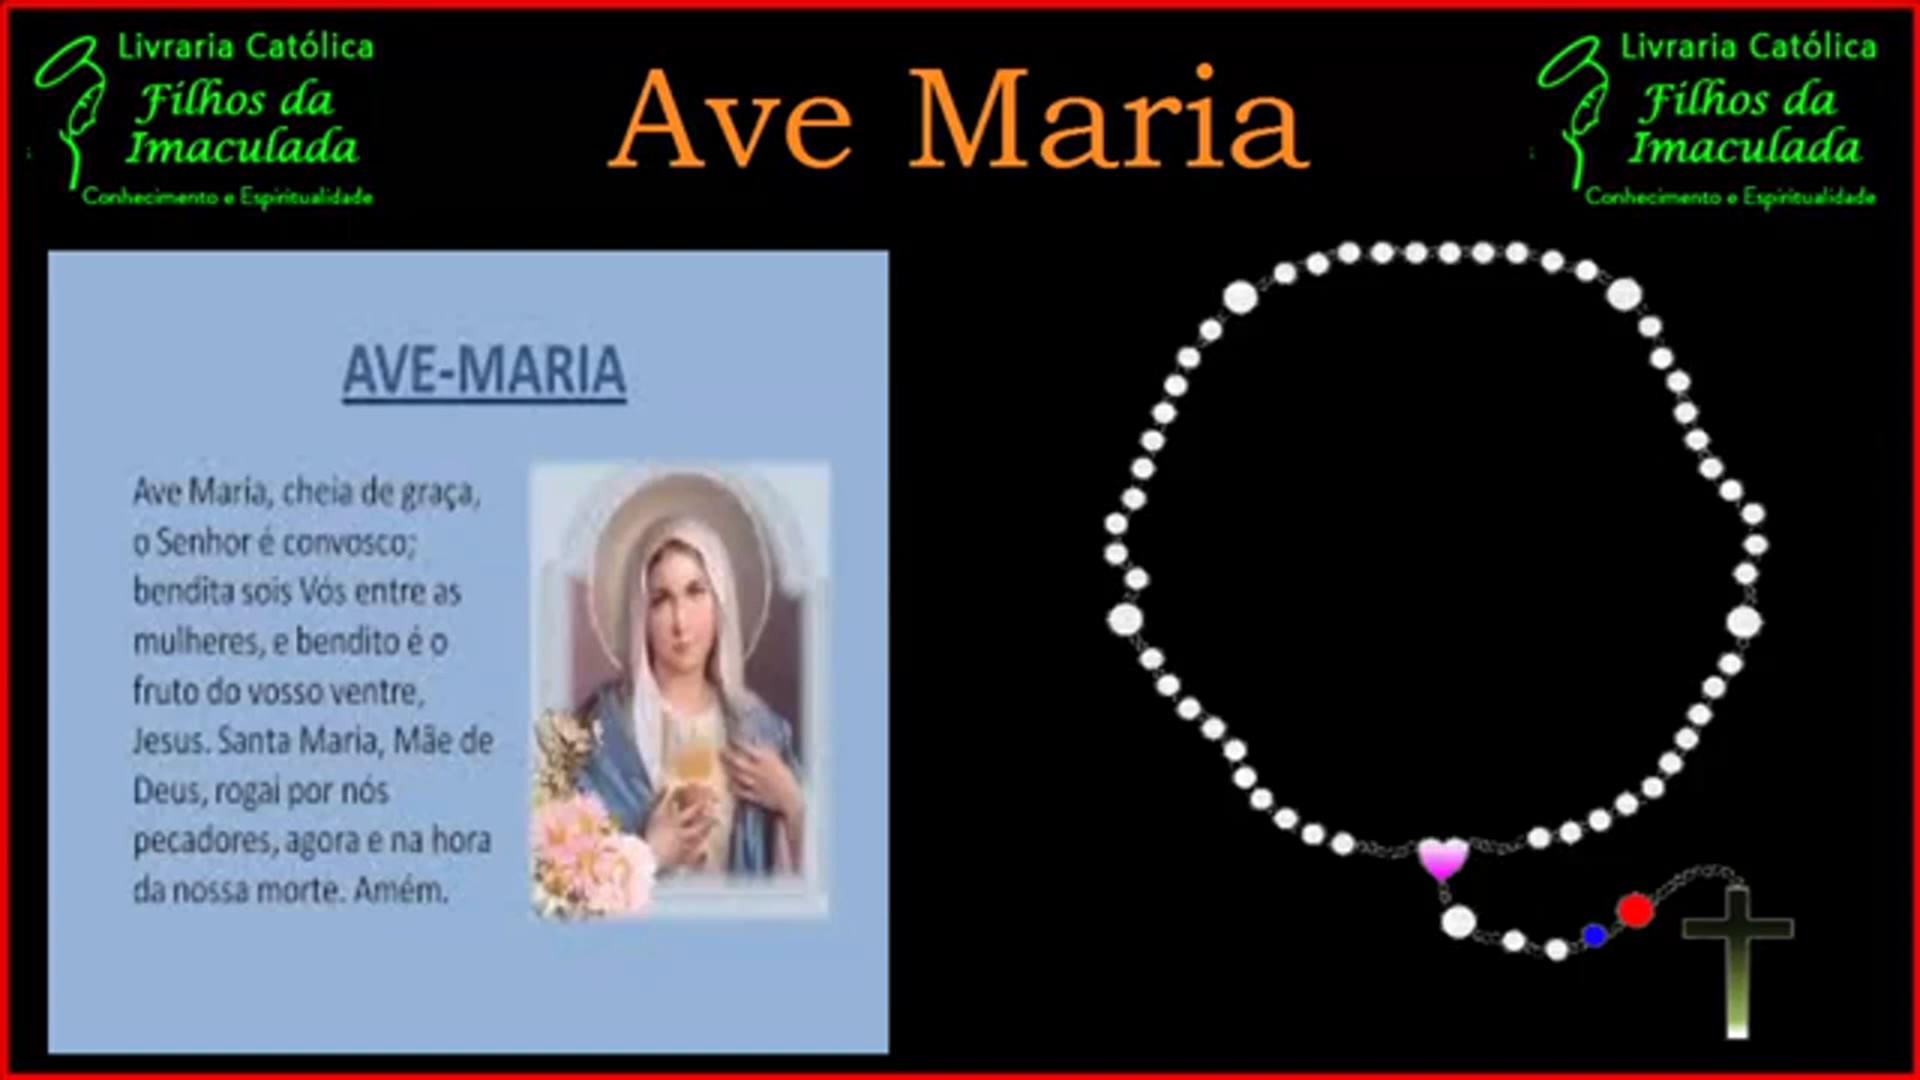 Livraria Católica
Filhos da
Imaculada
Conhecimento e Espiritualidade
Ave Maria
Livraria Católica
Filhos da
Imaculada
Conhecimento e Espiritualidade
AVE-MARIA
Ave Maria, cheia de graça,
o Senhor é convosco;
bendita sois Vós entre as
mulheres, e bendito é o
fruto do vosso ventre,
Jesus. Santa Maria, Mãe de
Deus, rogai por nós
pecadores, agora e na hora
da nossa morte. Amém.